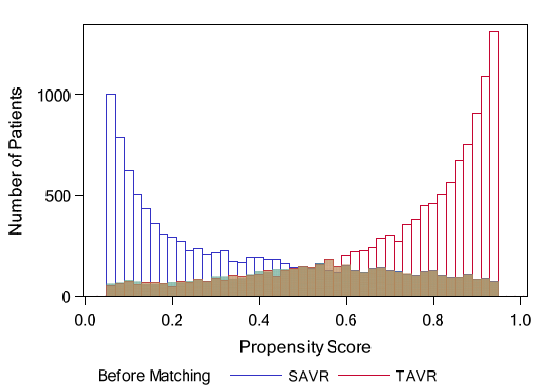 Number of Patients
1000
500
0
0.0 0.2 0.4 0.6 0.8 1.0
Propensity Score
Before Matching SAVR TAVR